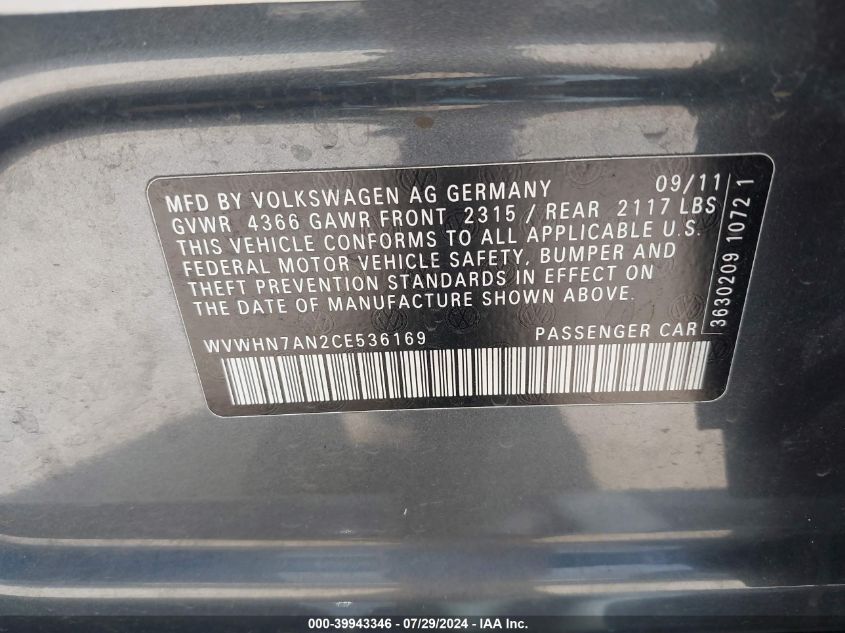 MFD BY VOLKSWAGEN AG GERMANY 09/11
GVWR 4366 GAWR FRONT 2315 / REAR 2117 LBS
THIS VEHICLE CONFORMS TO ALL APPLICABLE U.S.
FEDERAL MOTOR VEHICLE SAFETY, BUMPER AND
THEFT PREVENTION STANDARDS IN EFFECT ON
THE DATE OF MANUFACTURE SHOWN ABOVE.
WVWHN7AN2CE536169 PASSENGER CAR
3630209 1072 1
000-39943346 - 07/29/2024 - IAA Inc.